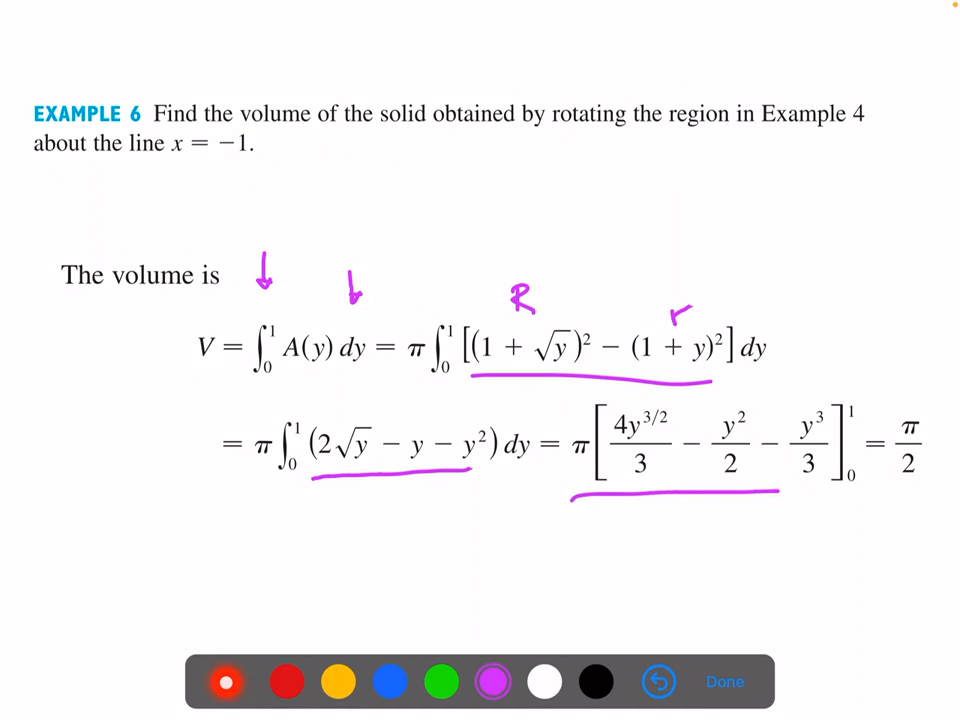 EXAMPLE 6 Find the volume of the solid obtained by rotating the region in Example 4
about the line x = −1.
The volume is
R r
V = ∫₀¹ A(y) dy = π ∫₀¹ [(1 + √y)² − (1 + y)²] dy
= π ∫₀¹ (2√y − y − y²) dy = π [4y^{3/2}/3 − y²/2 − y³/3]₀¹ = π/2
Done